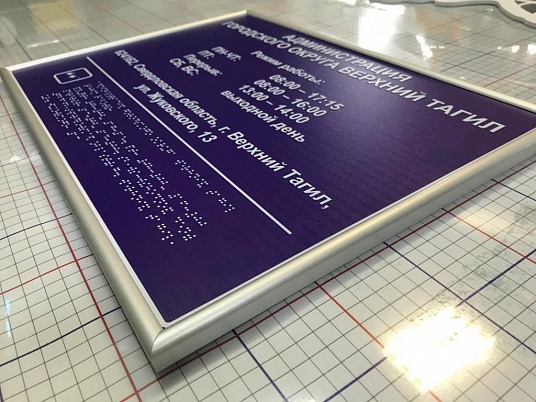 АДМИНИСТРАЦИЯ
ГОРОДСКОГО ОКРУГА ВЕРХНИЙ ТАГИЛ
Режим работы:
ПН-ЧТ: 08:00 - 17:15
ПТ: 08:00 - 16:00
Перерыв: 13:00 - 14:00
СБ, ВС: Выходной день
624162, Свердловская область, г. Верхний Тагил,
ул. Жуковского, 13